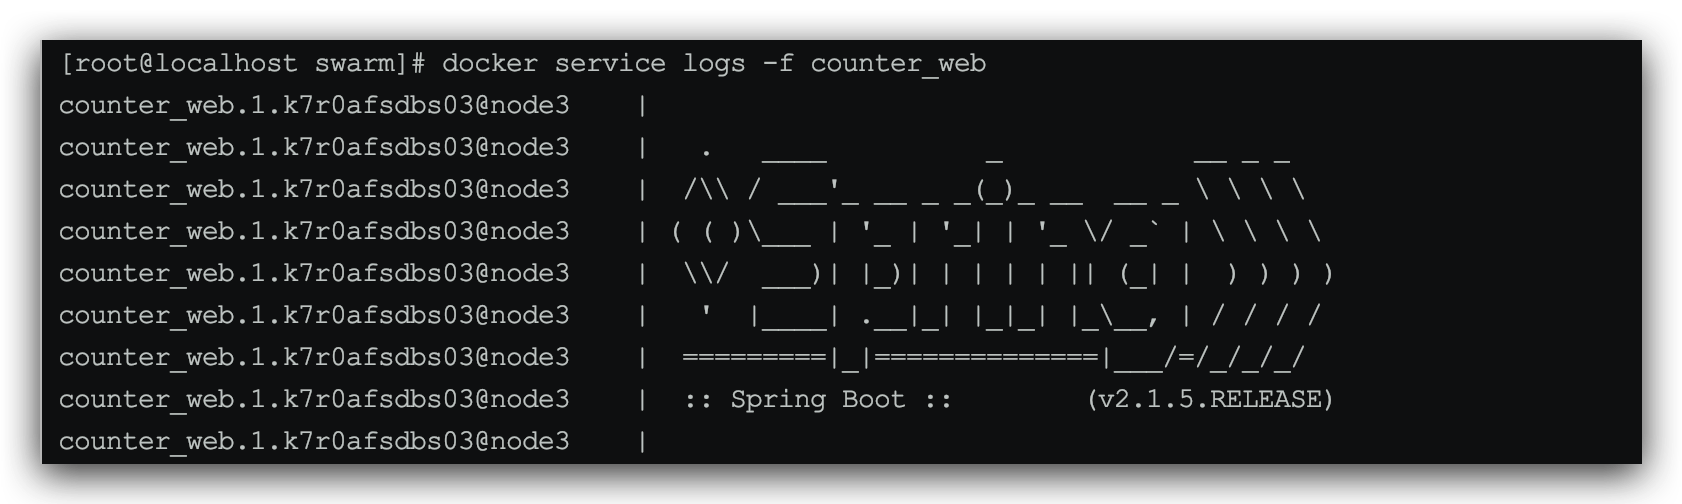 [root@localhost swarm]# docker service logs -f counter_web
counter_web.1.k7r0afsdbs03@node3    |
counter_web.1.k7r0afsdbs03@node3    |   .   ____          _            __ _ _
counter_web.1.k7r0afsdbs03@node3    |  /\\ / ___'_ __ _ _(_)_ __  __ _ \ \ \ \
counter_web.1.k7r0afsdbs03@node3    | ( ( )\___ | '_ | '_| | '_ \/ _` | \ \ \ \
counter_web.1.k7r0afsdbs03@node3    |  \\/  ___)| |_)| | | | | || (_| |  ) ) ) )
counter_web.1.k7r0afsdbs03@node3    |   '  |____| .__|_| |_|_| |_\__, | / / / /
counter_web.1.k7r0afsdbs03@node3    |  =========|_|==============|___/=/_/_/_/
counter_web.1.k7r0afsdbs03@node3    |  :: Spring Boot ::        (v2.1.5.RELEASE)
counter_web.1.k7r0afsdbs03@node3    |